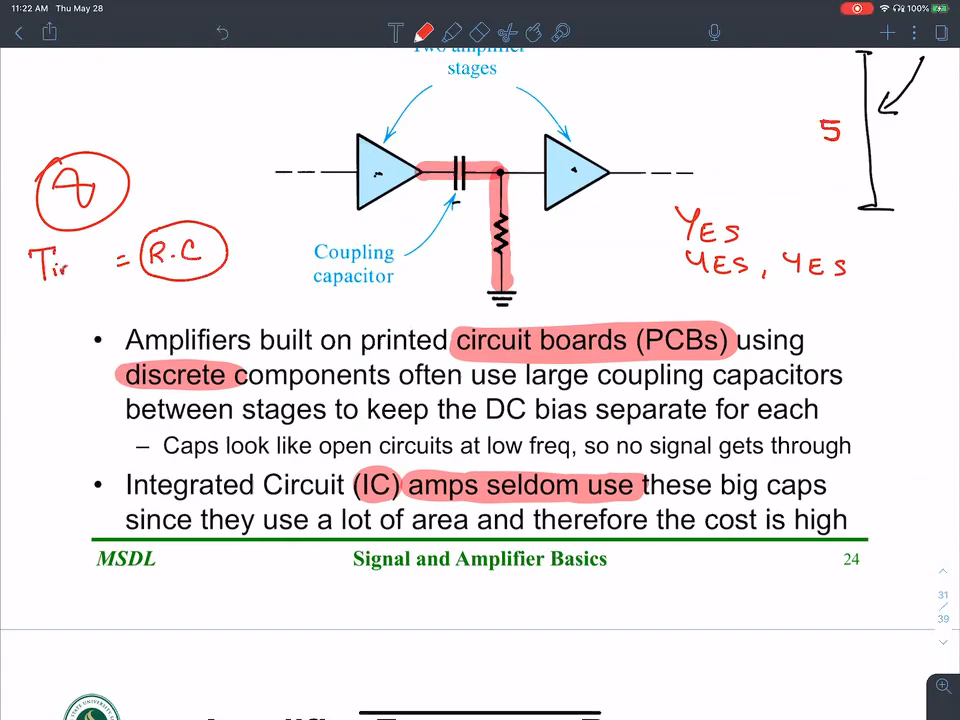 11:22 AM Thu May 28
100%
Two amplifier
stages
5
YES
YES, YES
Coupling
capacitor
= R.C
• Amplifiers built on printed circuit boards (PCBs) using
discrete components often use large coupling capacitors
between stages to keep the DC bias separate for each
– Caps look like open circuits at low freq, so no signal gets through
• Integrated Circuit (IC) amps seldom use these big caps
since they use a lot of area and therefore the cost is high
MSDL Signal and Amplifier Basics 24
31
/
39